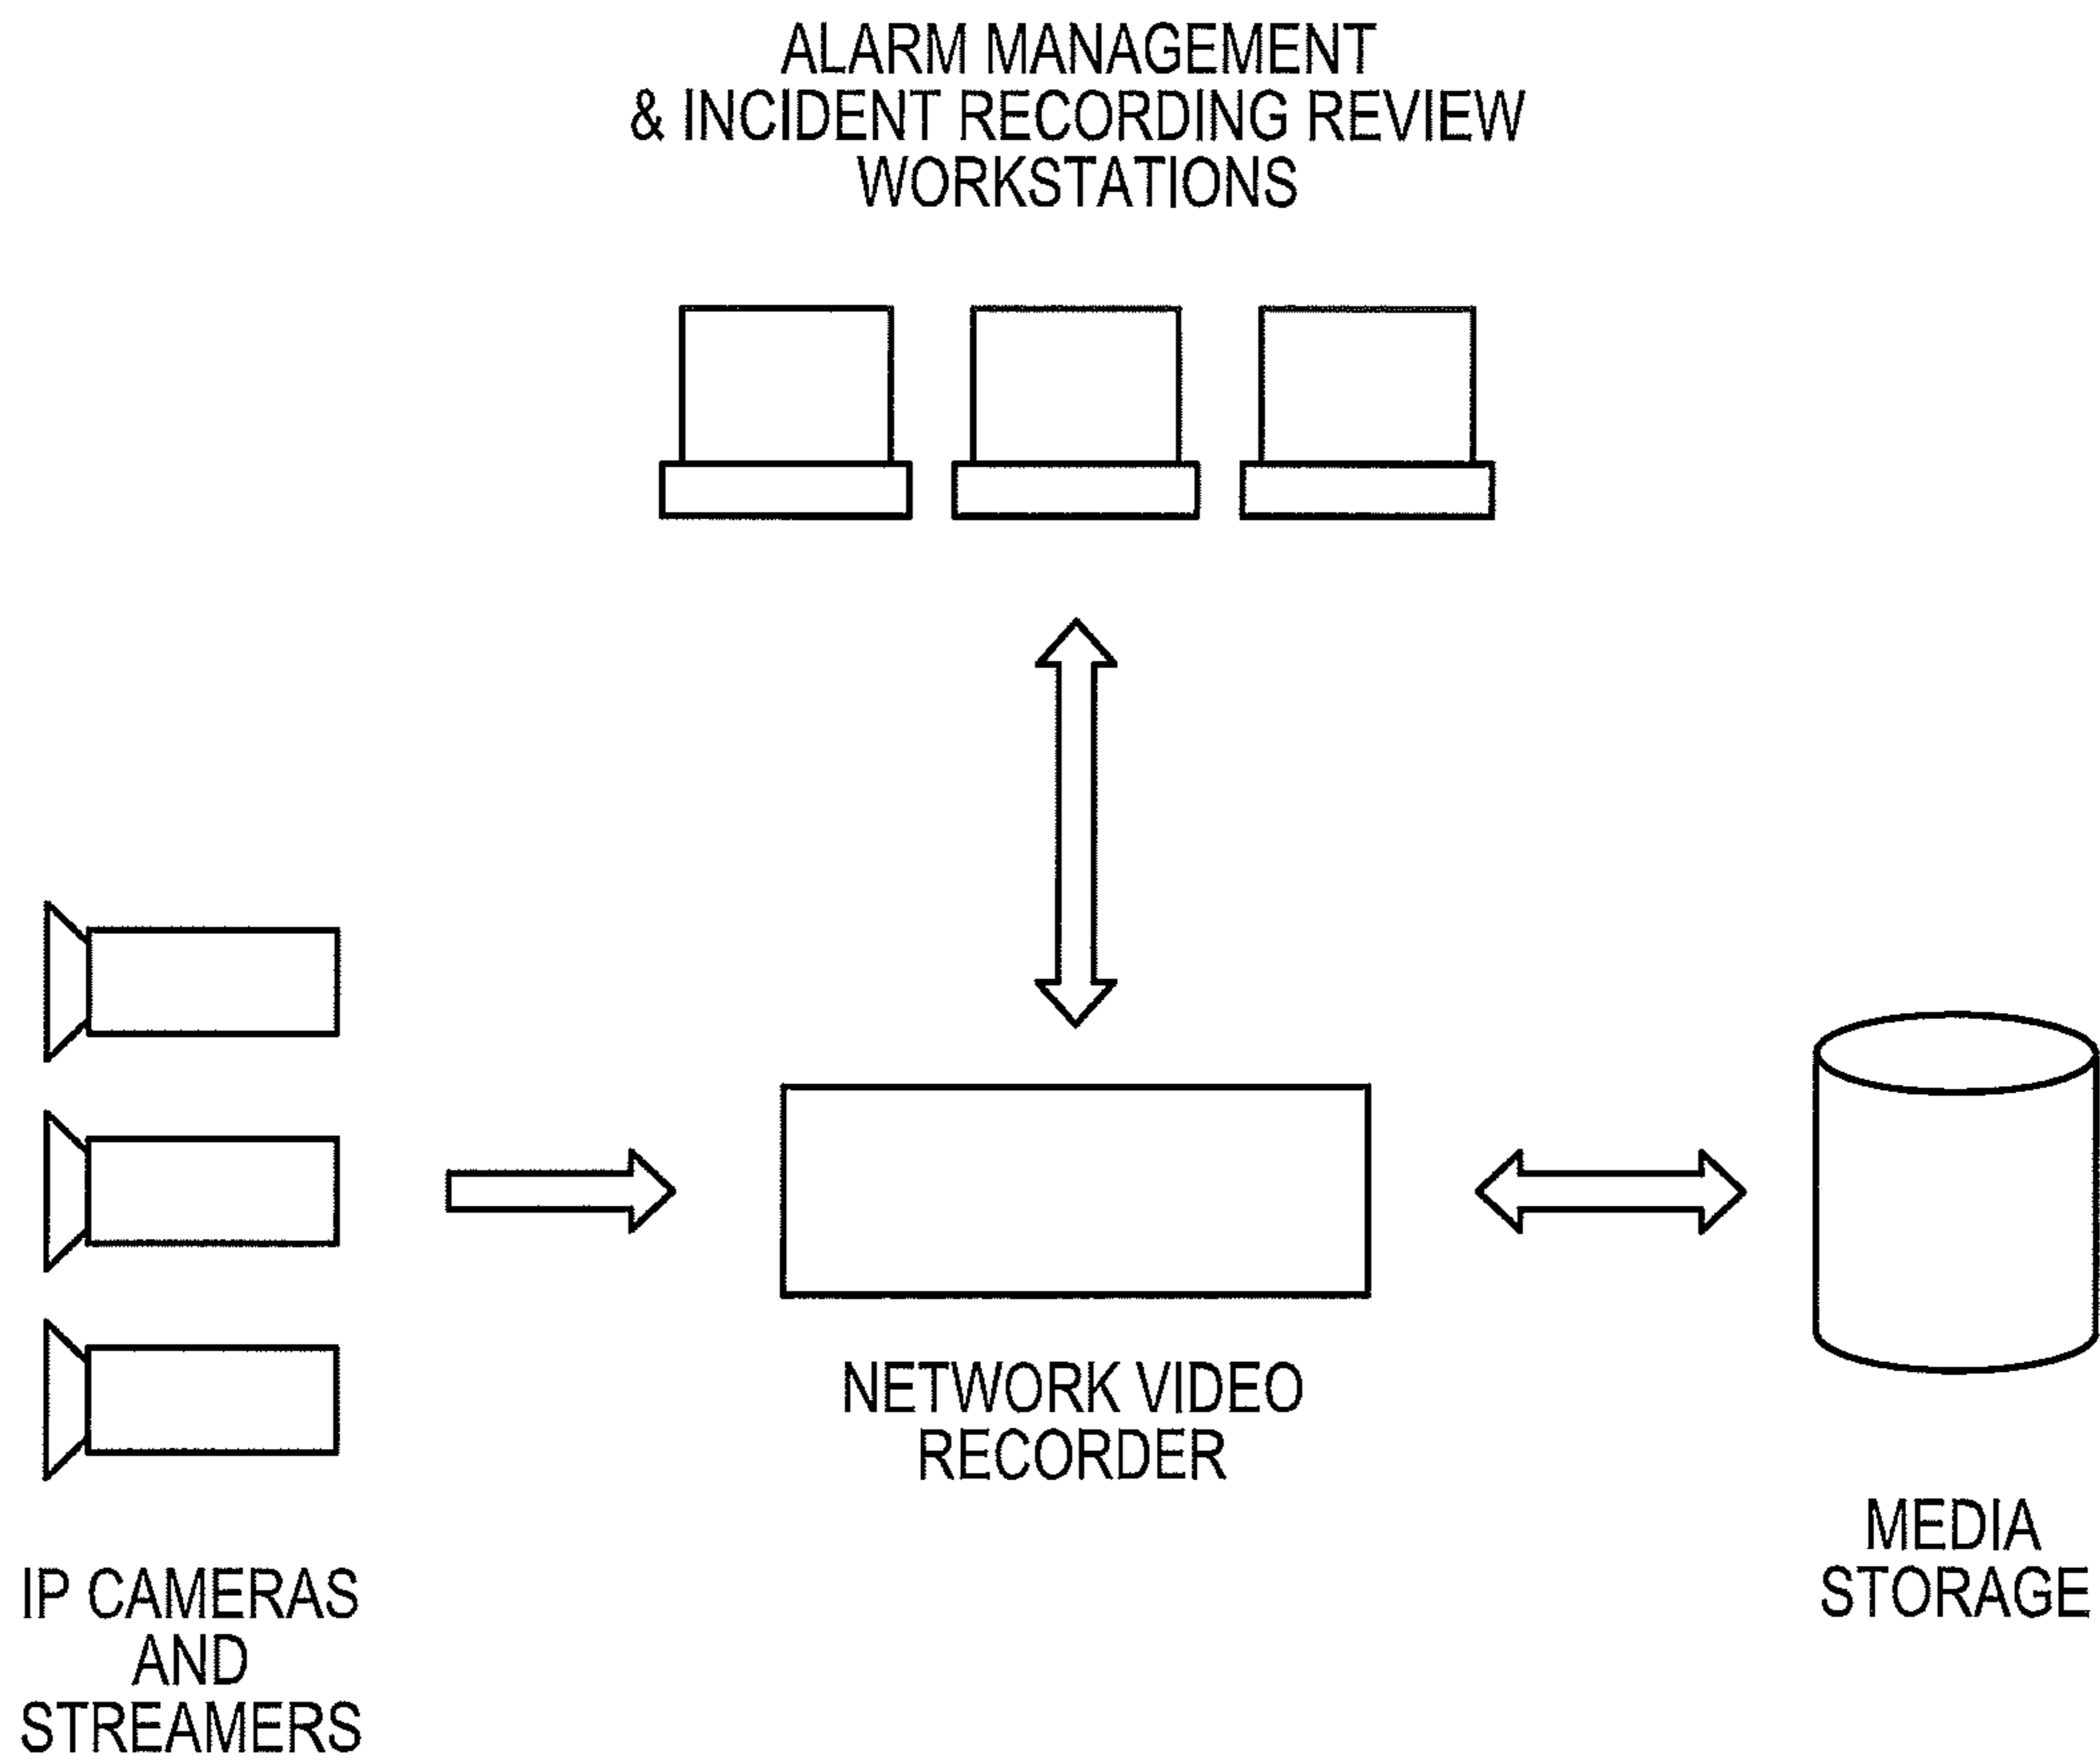 ALARM MANAGEMENT
& INCIDENT RECORDING REVIEW
WORKSTATIONS
NETWORK VIDEO
RECORDER
MEDIA
STORAGE
IP CAMERAS
AND
STREAMERS